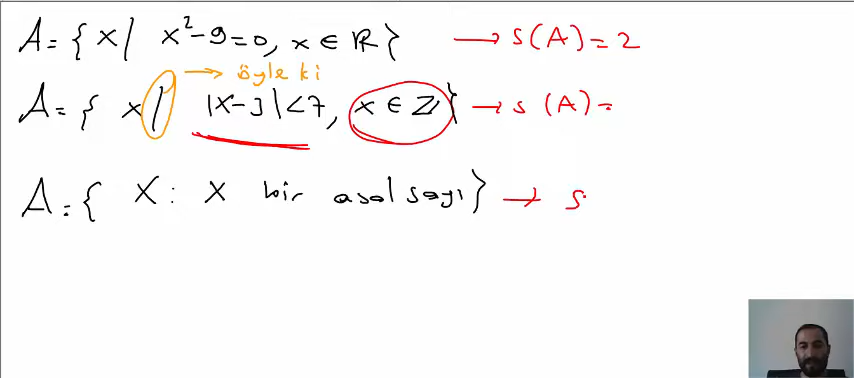 A = { x | x²-9=0, x ∈ ℝ } → s(A) = 2
→ öyle ki
A = { x | |x-3| < 7, x ∈ ℤ } → s(A) =
A = { x : x bir asal sayı } → s